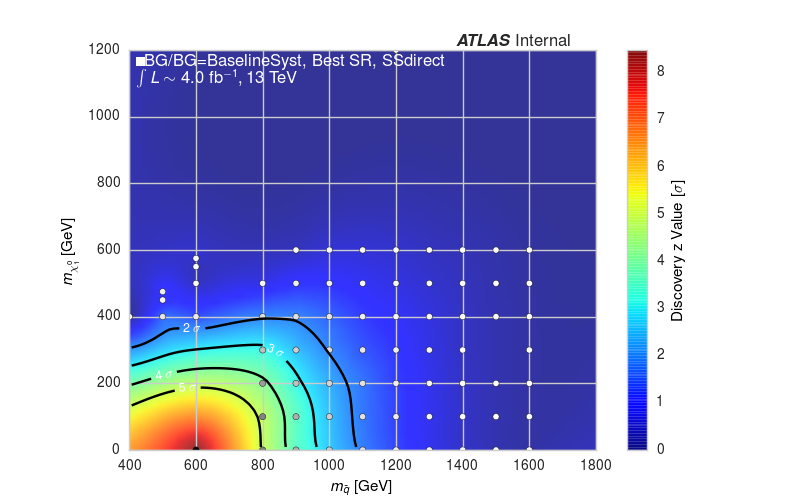 ATLAS Internal
BG/BG=BaselineSyst, Best SR, SSdirect
∫ L ∼ 4.0 fb⁻¹, 13 TeV
1200
1000
800
600
400
200
0
m_χ̃₁⁰ [GeV]
2 σ
3 σ
4 σ
5 σ
400 600 800 1000 1200 1400 1600 1800
m_q̃ [GeV]
8
7
6
5
4
3
2
1
0
Discovery z Value [σ]